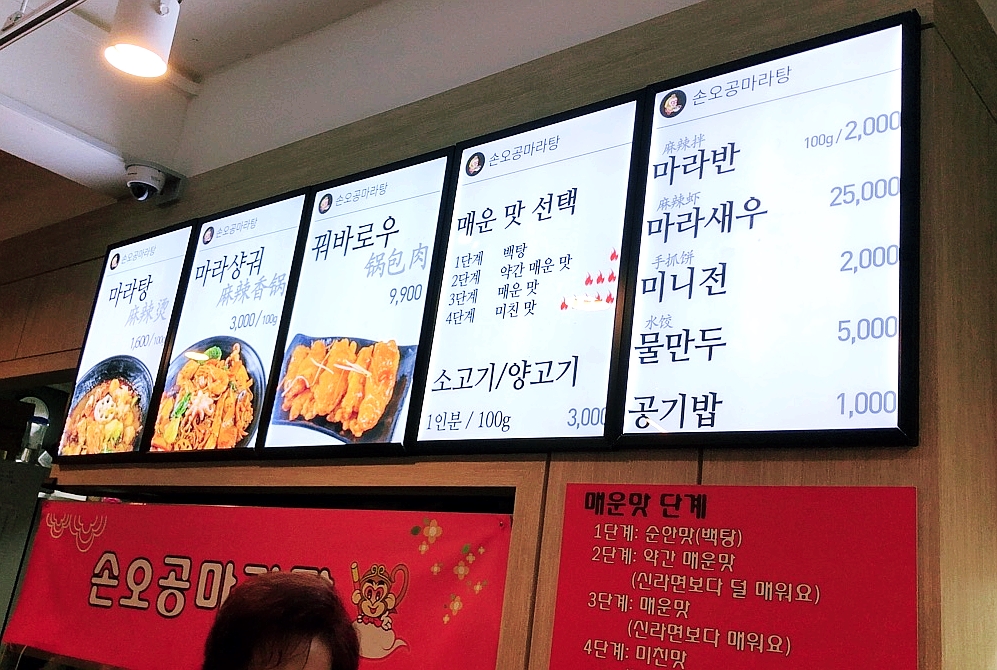 손오공마라탕
마라탕
麻辣烫
1,600/100g
손오공마라탕
마라샹궈
麻辣香锅
3,000/100g
손오공마라탕
꿔바로우
锅包肉
9,900
손오공마라탕
매운 맛 선택
1단계 백탕
2단계 약간 매운 맛
3단계 매운 맛
4단계 미친 맛
소고기/양고기
1인분 / 100g 3,000
손오공마라탕
麻辣拌
마라반 100g/2,000
麻辣虾
마라새우 25,000
手抓饼
미니전 2,000
水饺
물만두 5,000
공기밥 1,000
손오공마라탕
매운맛 단계
1단계: 순한맛(백탕)
2단계: 약간 매운맛
(신라면보다 덜 매워요)
3단계: 매운맛
(신라면보다 매워요)
4단계: 미친맛